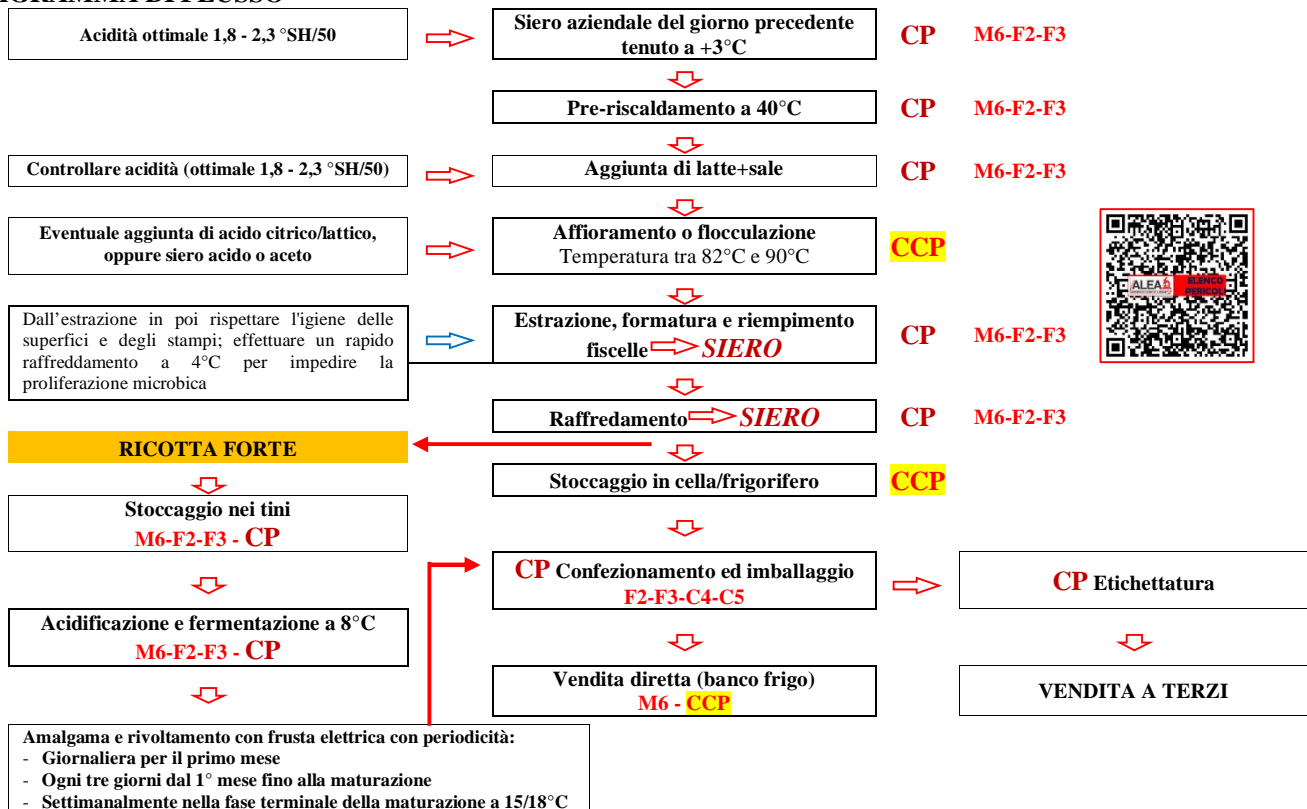 DIAGRAMMA DI FLUSSO
Acidità ottimale 1,8 - 2,3 °SH/50
Siero aziendale del giorno precedente
tenuto a +3°C
CP M6-F2-F3
Pre-riscaldamento a 40°C
CP M6-F2-F3
Controllare acidità (ottimale 1,8 - 2,3 °SH/50)
Aggiunta di latte+sale
CP M6-F2-F3
Eventuale aggiunta di acido citrico/lattico,
oppure siero acido o aceto
Affioramento o flocculazione
Temperatura tra 82°C e 90°C
CCP
ALEA
ELENCO
PERICOLI
Dall'estrazione in poi rispettare l'igiene delle
superfici e degli stampi; effettuare un rapido
raffreddamento a 4°C per impedire la
proliferazione microbica
Estrazione, formatura e riempimento
fiscelle SIERO
CP M6-F2-F3
Raffredamento SIERO
CP M6-F2-F3
RICOTTA FORTE
Stoccaggio in cella/frigorifero
CCP
Stoccaggio nei tini
M6-F2-F3 - CP
Acidificazione e fermentazione a 8°C
M6-F2-F3 - CP
Amalgama e rivoltamento con frusta elettrica con periodicità:
- Giornaliera per il primo mese
- Ogni tre giorni dal 1° mese fino alla maturazione
- Settimanalmente nella fase terminale della maturazione a 15/18°C
CP Confezionamento ed imballaggio
F2-F3-C4-C5
CP Etichettatura
Vendita diretta (banco frigo)
M6 - CCP
VENDITA A TERZI